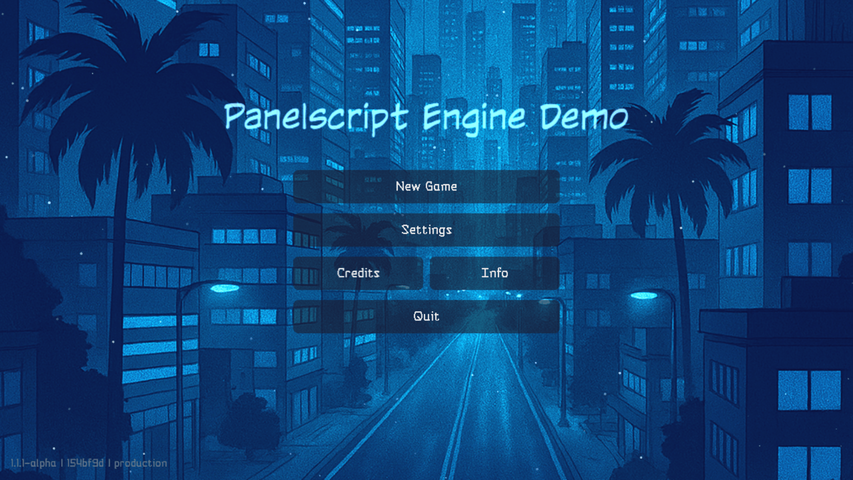 Panelscript Engine Demo
New Game
Settings
Credits Info
Quit
1.1.1-alpha | 154bf9d | production